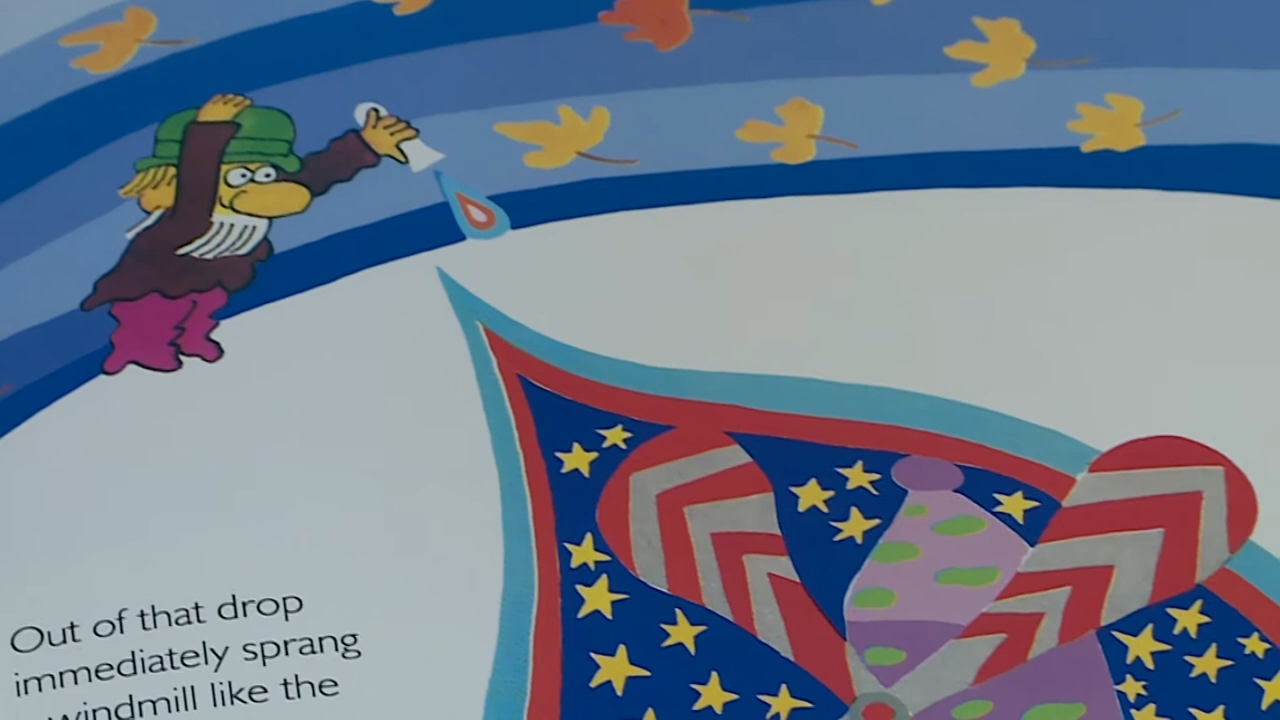 Out of that drop
immediately sprang
windmill like the